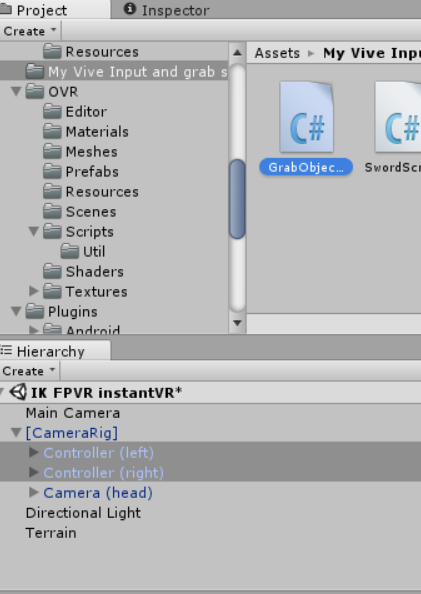 Project
Inspector
Create
Resources
My Vive Input and grab s
OVR
Editor
Materials
Meshes
Prefabs
Resources
Scenes
Scripts
Util
Shaders
Textures
Plugins
Android
Assets ▸ My Vive Inpu
C#
C#
GrabObjec...
SwordScr
Hierarchy
Create
IK FPVR instantVR*
Main Camera
[CameraRig]
Controller (left)
Controller (right)
Camera (head)
Directional Light
Terrain